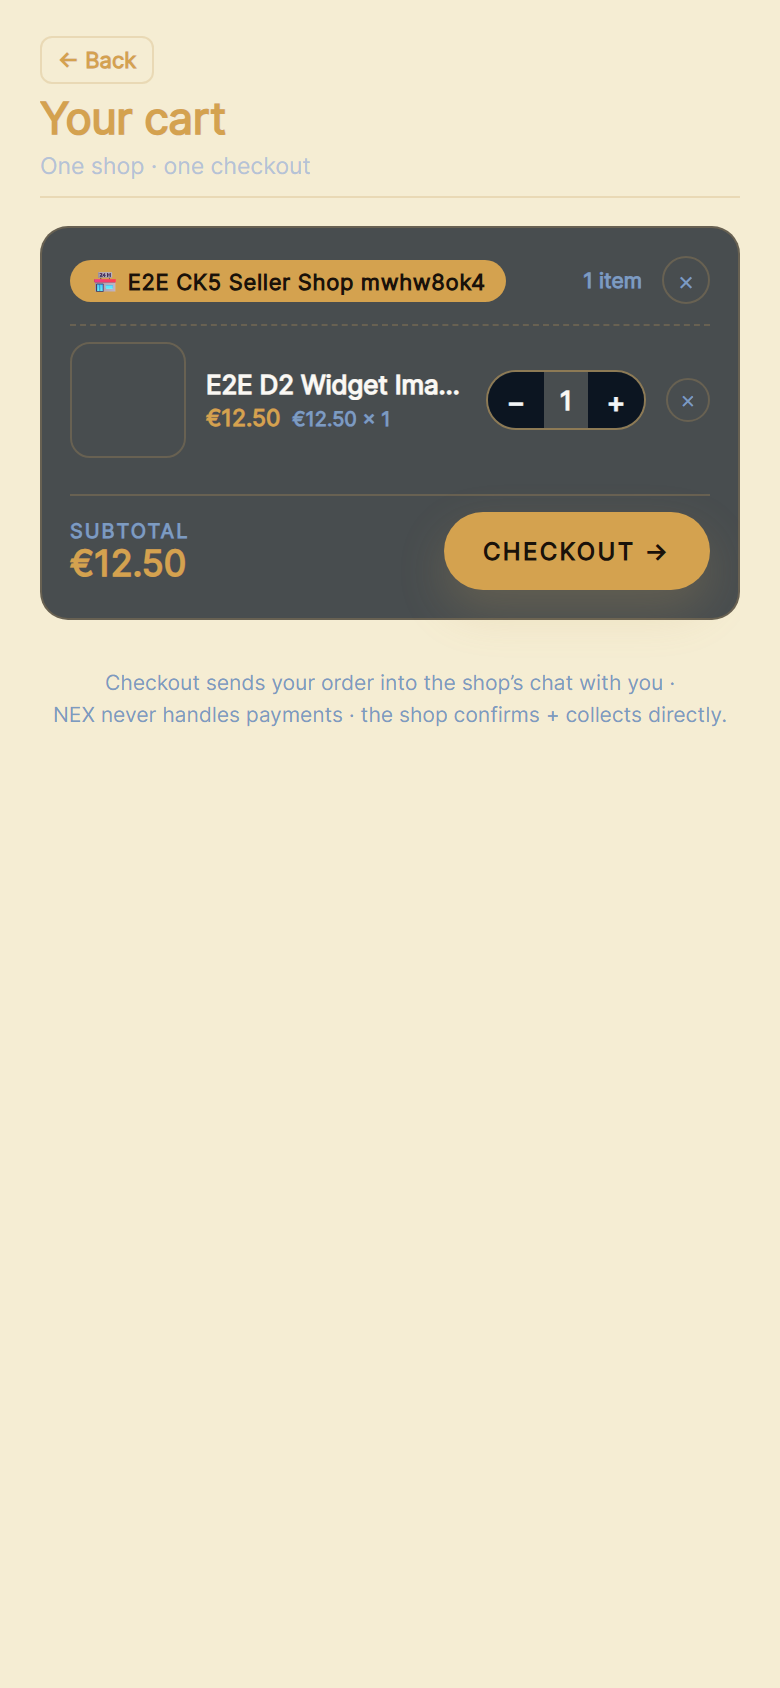 ← Back
Your cart
One shop · one checkout
E2E CK5 Seller Shop mwhw8ok4
1 item
×
E2E D2 Widget Ima...
€12.50 €12.50 × 1
– 1 +
×
SUBTOTAL
€12.50
CHECKOUT →
Checkout sends your order into the shop’s chat with you ·
NEX never handles payments · the shop confirms + collects directly.